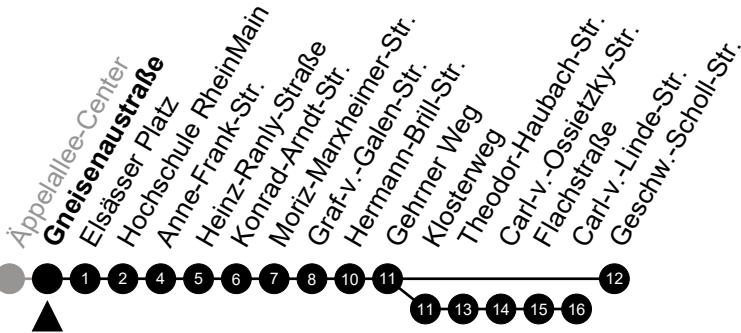 Äppelallee-Center
Gneisenaustraße
Elsässer Platz
Hochschule RheinMain
Anne-Frank-Str.
Heinz-Ranly-Straße
Konrad-Arndt-Str.
Moriz-Marxheimer-Str.
Graf-v.-Galen-Str.
Hermann-Brill-Str.
Gehrner Weg
Klosterweg
Theodor-Haubach-Str.
Carl-v.-Ossietzky-Str.
Flachstraße
Carl-v.-Linde-Str.
Geschw.-Scholl-Str.
1 2 4 5 6 7 8 10 11 12
11 13 14 15 16